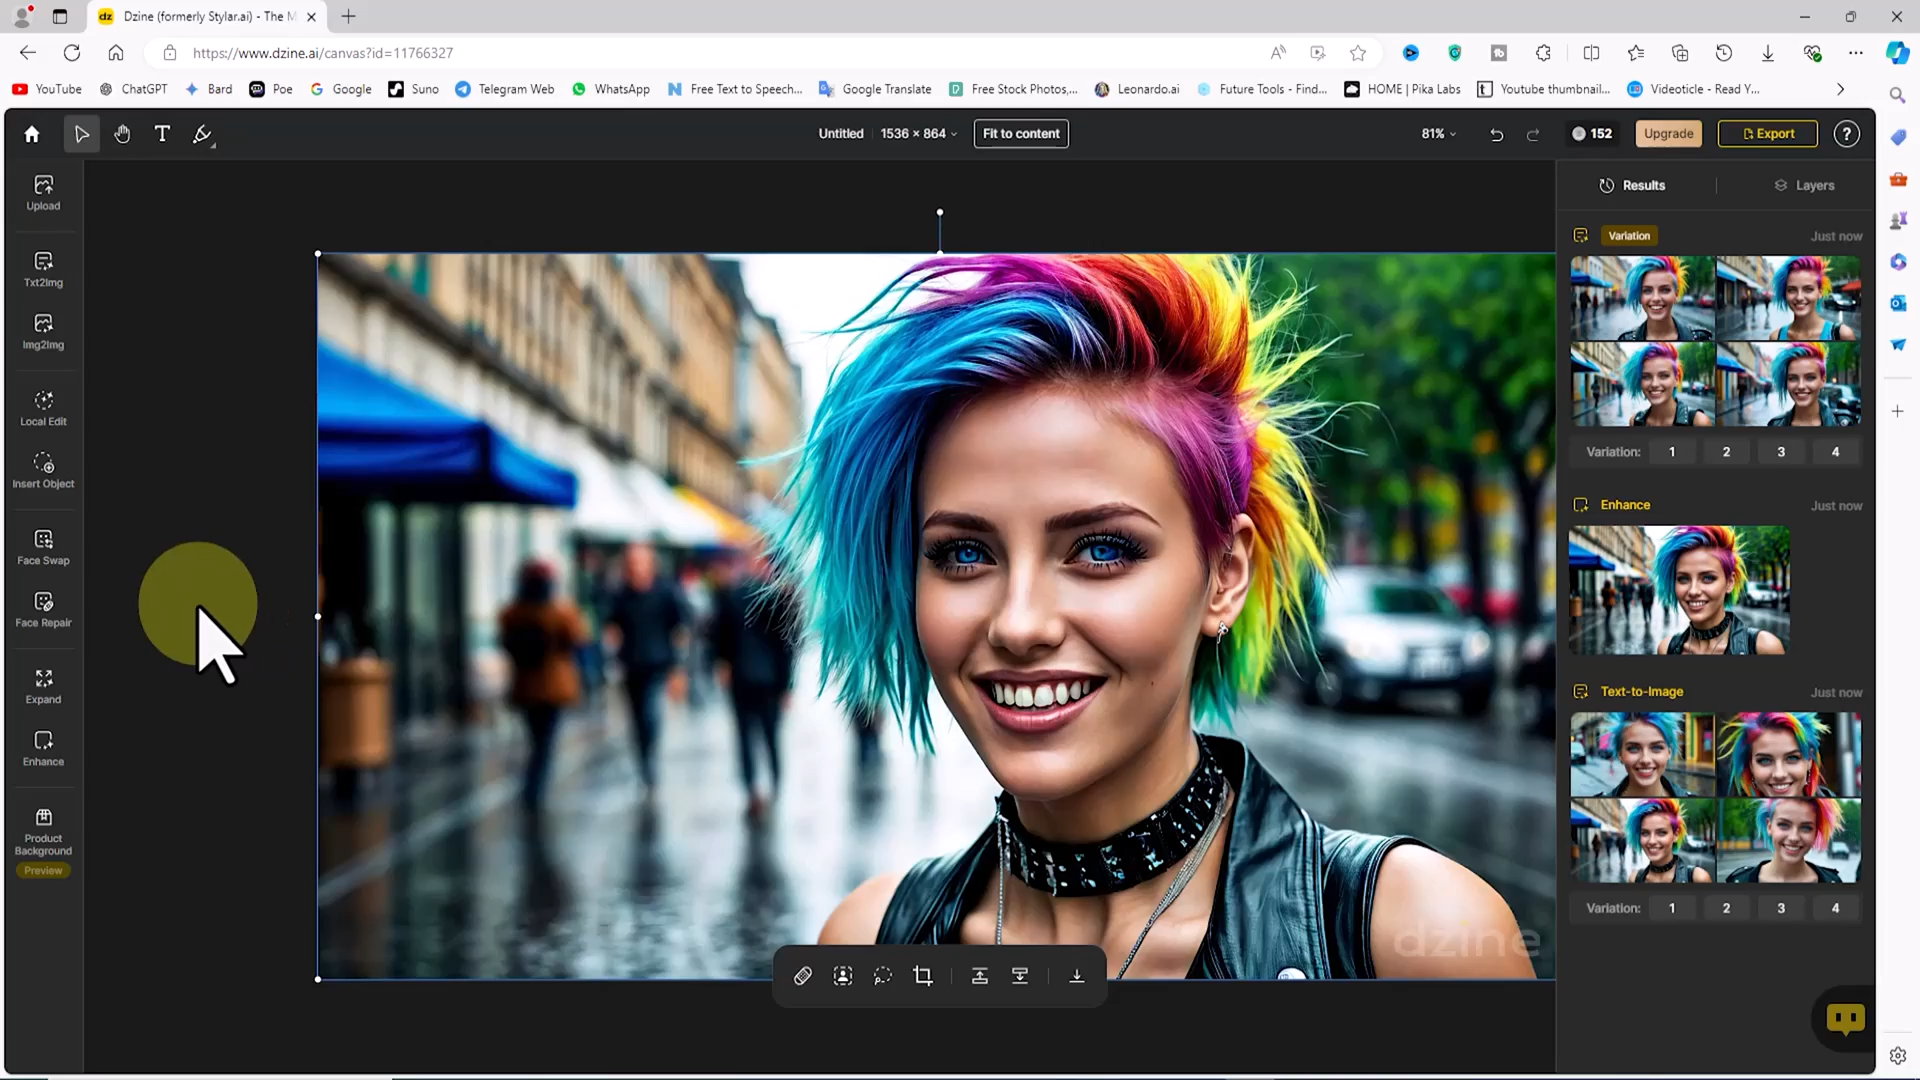 dz Dzine (formerly Stylar.ai) - The M
https://www.dzine.ai/canvas?id=11766327
YouTube ChatGPT Bard Poe Google Suno Telegram Web WhatsApp Free Text to Speech... Google Translate Free Stock Photos,... Leonardo.ai Future Tools - Find... HOME | Pika Labs Youtube thumbnail... Videoticle - Read Y...
T Untitled 1536 × 864 Fit to content 81% 152 Upgrade Export ?
Results Layers
Upload
Txt2Img
Img2Img
Local Edit
Insert Object
Face Swap
Face Repair
Expand
Enhance
Product
Background
Preview
dzine
Variation Just now
Variation: 1 2 3 4
Enhance Just now
Text-to-Image Just now
Variation: 1 2 3 4